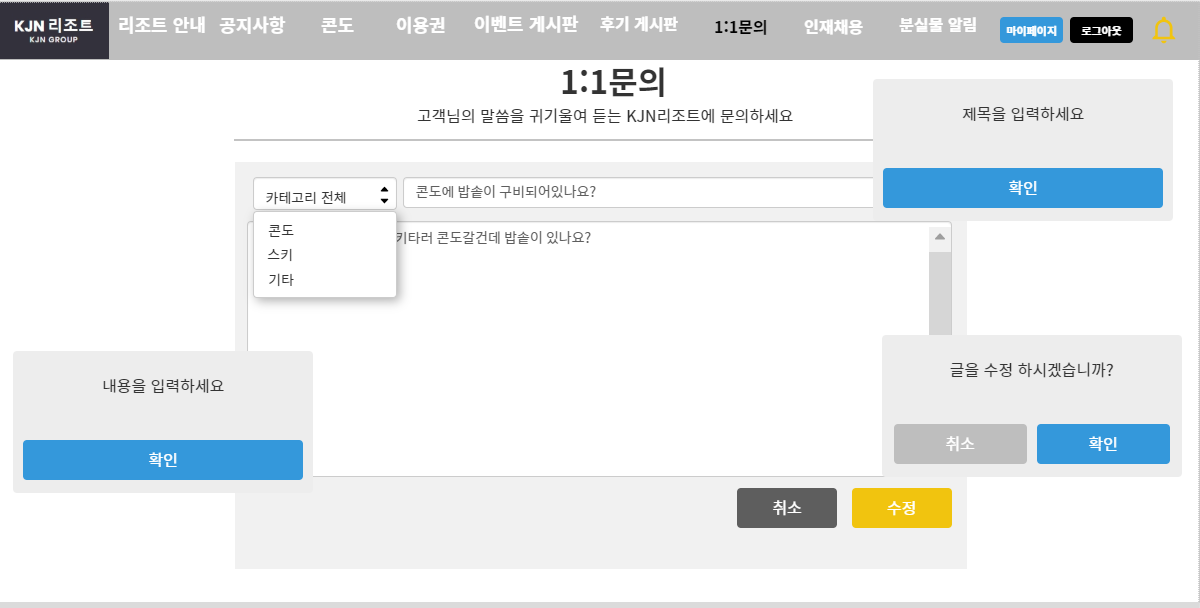 KJN 리조트
KJN GROUP
리조트 안내 공지사항 콘도 이용권 이벤트 게시판 후기 게시판 1:1문의 인재채용 분실물 알림 마이페이지 로그아웃
1:1문의
고객님의 말씀을 귀기울여 듣는 KJN리조트에 문의하세요
제목을 입력하세요
확인
카테고리 전체
콘도에 밥솥이 구비되어있나요?
콘도
스키
기타
키타러 콘도갈건데 밥솥이 있나요?
내용을 입력하세요
확인
글을 수정 하시겠습니까?
취소 확인
취소 수정